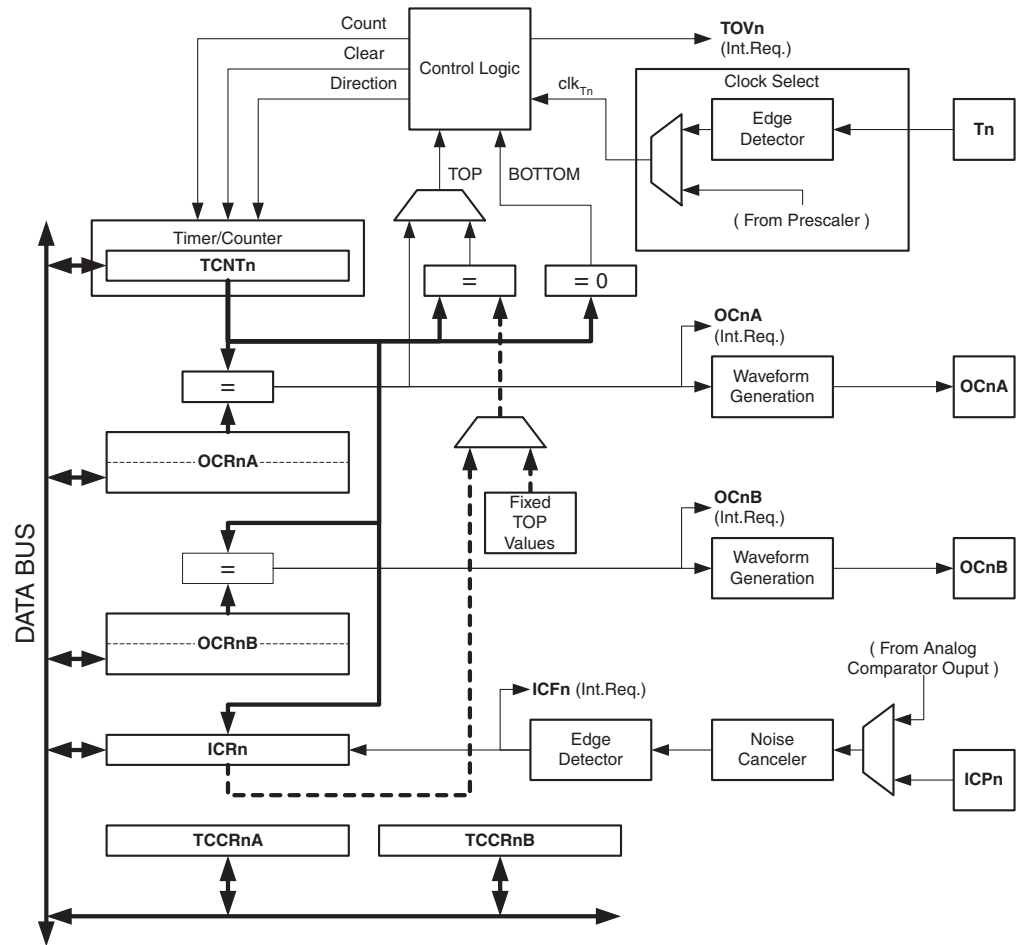 Count
Clear
Direction
Control Logic
TOVn
(Int.Req.)
clkTn
Clock Select
Edge
Detector
Tn
( From Prescaler )
TOP
BOTTOM
Timer/Counter
TCNTn
=
= 0
OCnA
(Int.Req.)
=
Waveform
Generation
OCnA
OCRnA
Fixed
TOP
Values
OCnB
(Int.Req.)
=
Waveform
Generation
OCnB
OCRnB
DATA BUS
( From Analog
Comparator Ouput )
ICFn (Int.Req.)
ICRn
Edge
Detector
Noise
Canceler
ICPn
TCCRnA
TCCRnB